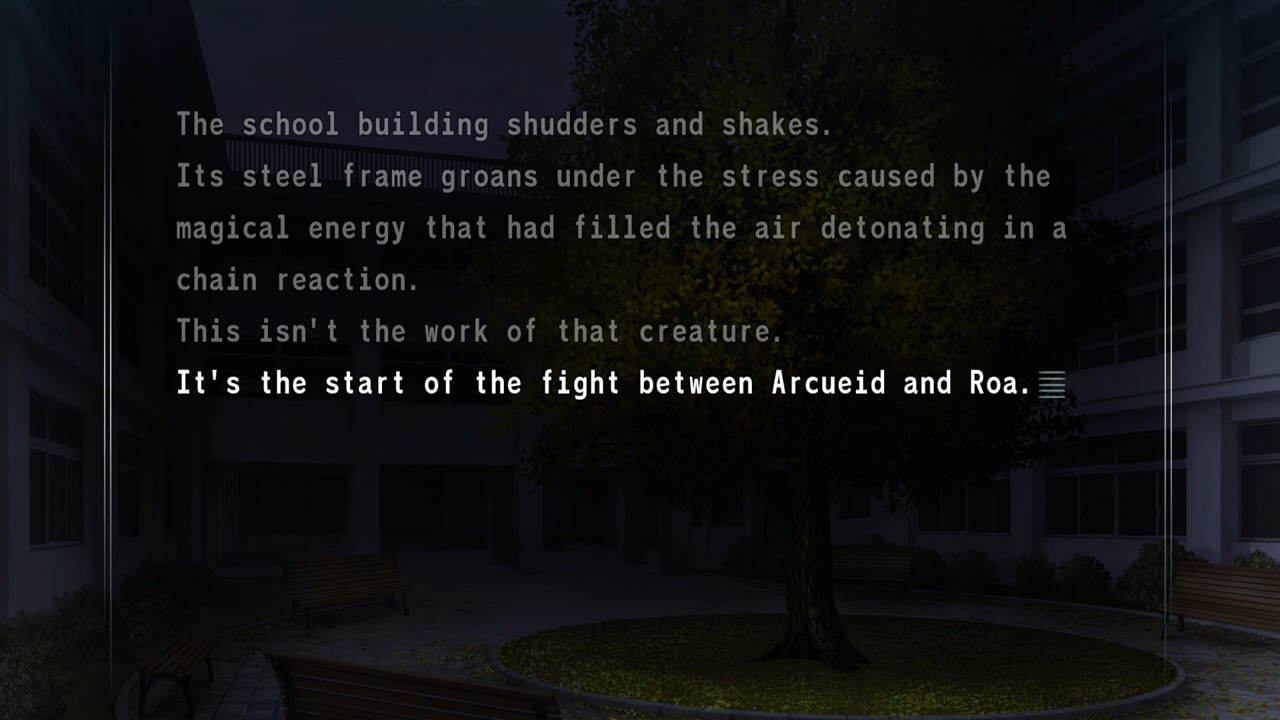 The school building shudders and shakes.
Its steel frame groans under the stress caused by the
magical energy that had filled the air detonating in a
chain reaction.
This isn't the work of that creature.
It's the start of the fight between Arcueid and Roa.